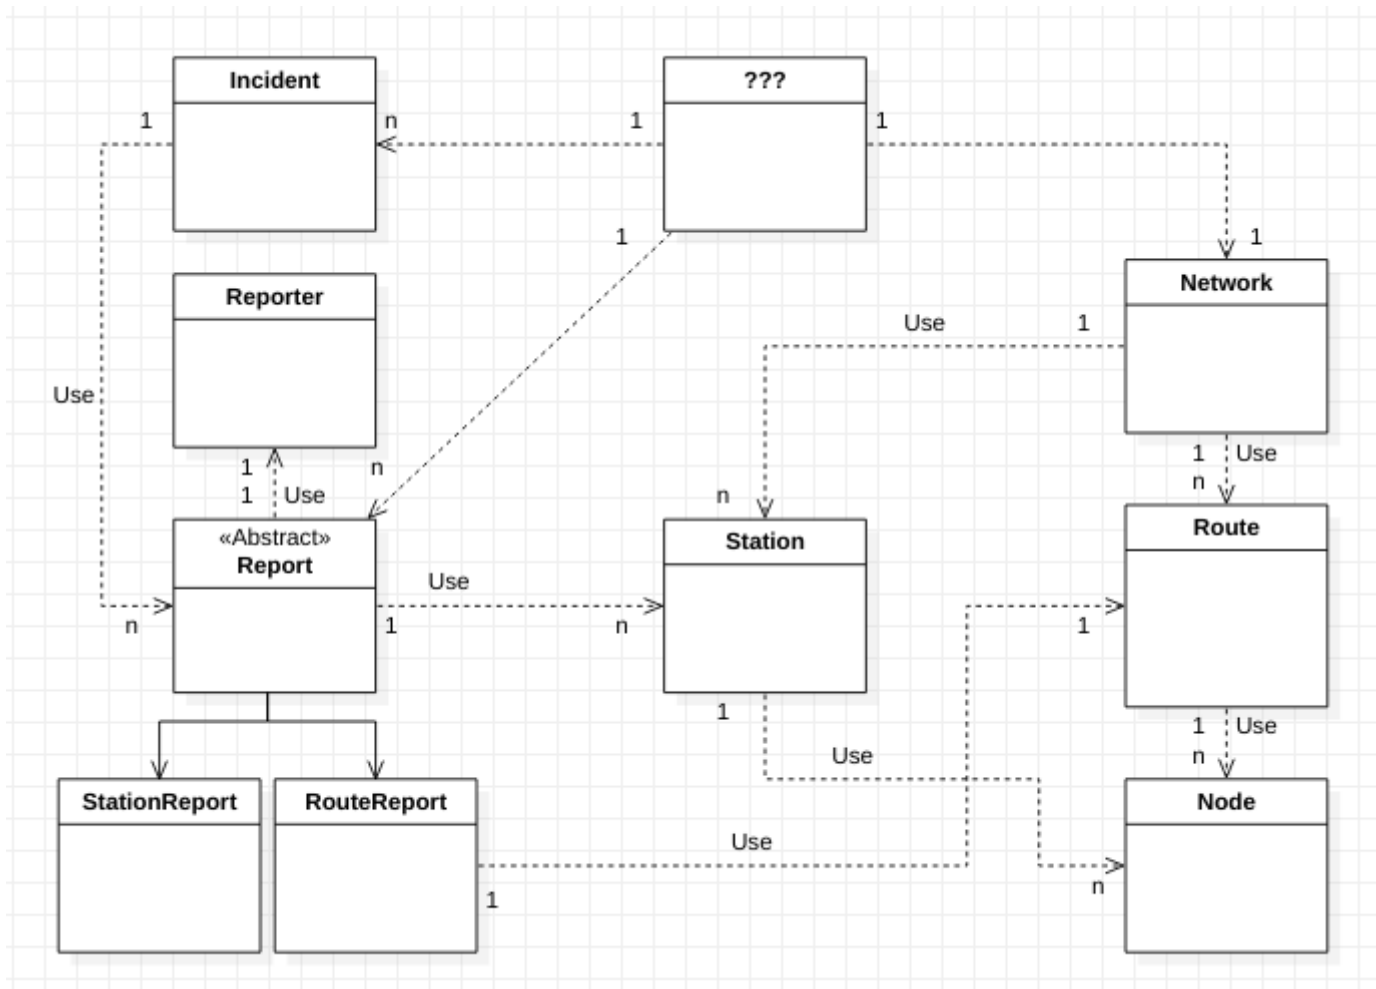 Incident
???
1
n
1
1
1
1
Network
Reporter
Use
1
Use
1
Use
1
n
n
1
Use
n
«Abstract»
Report
Station
Route
Use
n
1
n
1
1
1
Use
n
Use
StationReport
RouteReport
Node
Use
n
1